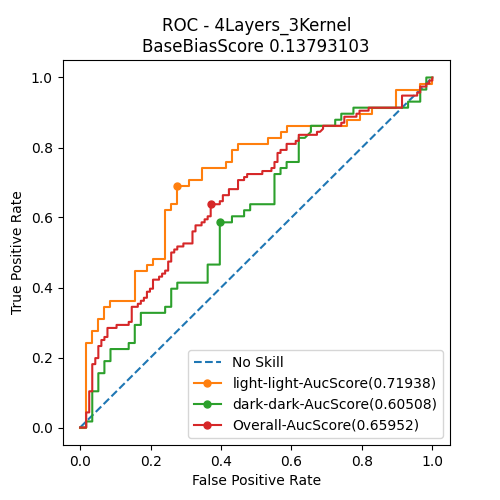 ROC - 4Layers_3Kernel
BaseBiasScore 0.13793103
True Positive Rate
1.0
0.8
0.6
0.4
0.2
0.0
No Skill
light-light-AucScore(0.71938)
dark-dark-AucScore(0.60508)
Overall-AucScore(0.65952)
0.0 0.2 0.4 0.6 0.8 1.0
False Positive Rate